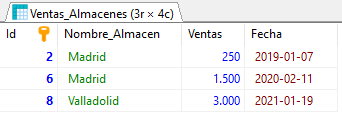 Ventas_Almacenes (3r × 4c)
Id Nombre_Almacen Ventas Fecha
2 Madrid 250 2019-01-07
6 Madrid 1.500 2020-02-11
8 Valladolid 3.000 2021-01-19